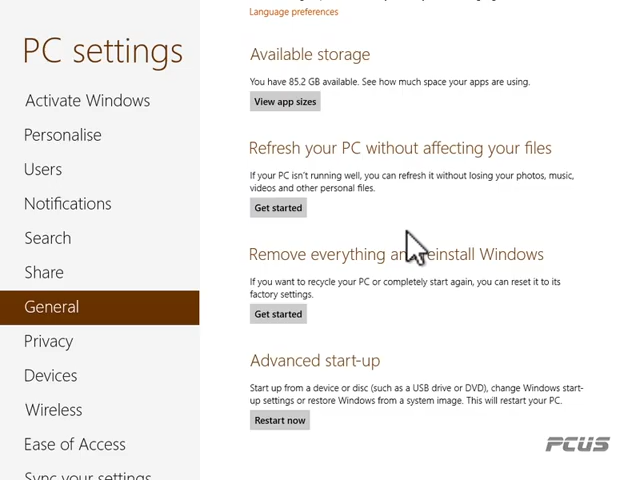 Language preferences
PC settings
Activate Windows
Personalise
Users
Notifications
Search
Share
General
Privacy
Devices
Wireless
Ease of Access
Sync your settings
Available storage
You have 85.2 GB available. See how much space your apps are using.
View app sizes
Refresh your PC without affecting your files
If your PC isn't running well, you can refresh it without losing your photos, music,
videos and other personal files.
Get started
Remove everything and reinstall Windows
If you want to recycle your PC or completely start again, you can reset it to its
factory settings.
Get started
Advanced start-up
Start up from a device or disc (such as a USB drive or DVD), change Windows start-
up settings or restore Windows from a system image. This will restart your PC.
Restart now
PCUS